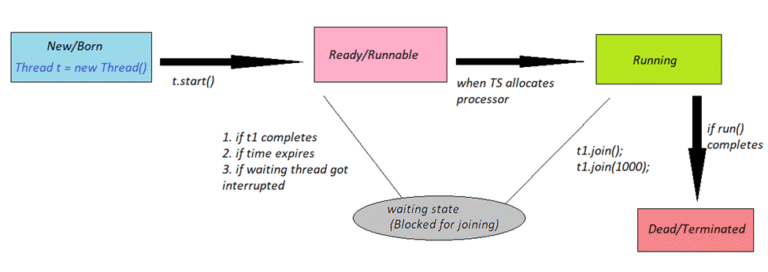 New/Born
Thread t = new Thread()
t.start()
Ready/Runnable
when TS allocates
processor
Running
1. if t1 completes
2. if time expires
3. if waiting thread got
interrupted
t1.join();
t1.join(1000);
if run()
completes
waiting state
(Blocked for joining)
Dead/Terminated